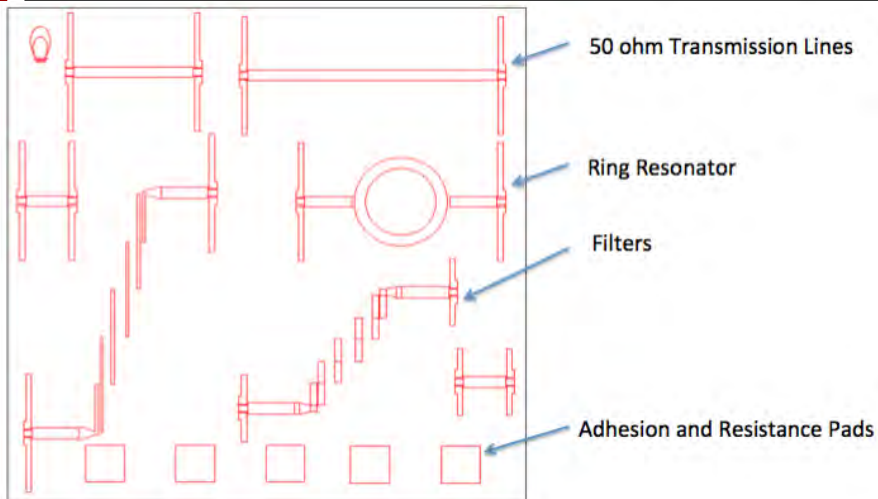 50 ohm Transmission Lines
Ring Resonator
Filters
Adhesion and Resistance Pads